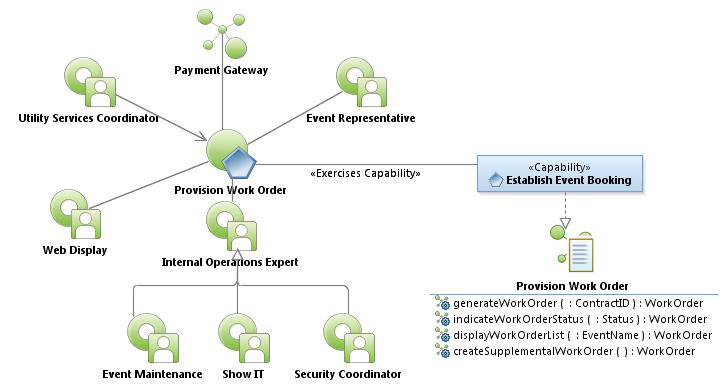 Payment Gateway
Utility Services Coordinator
Event Representative
Provision Work Order
«Exercises Capability»
«Capability»
Establish Event Booking
Web Display
Internal Operations Expert
Provision Work Order
generateWorkOrder ( : ContractID ) : WorkOrder
indicateWorkOrderStatus ( : Status ) : WorkOrder
displayWorkOrderList ( : EventName ) : WorkOrder
createSupplementalWorkOrder ( ) : WorkOrder
Event Maintenance
Show IT
Security Coordinator